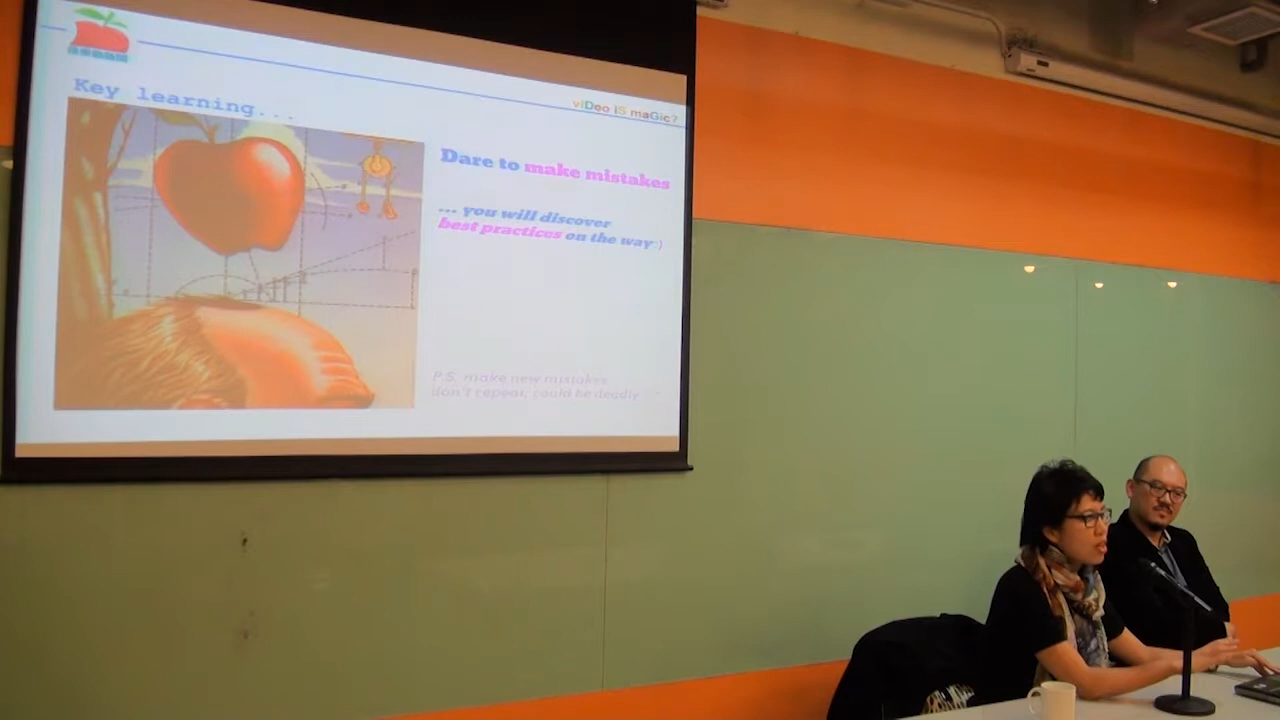 viDeo iS maGic?
Key learning...
Dare to make mistakes
... you will discover
best practices on the way:)
P.S. make new mistakes
don't repeat, could be deadly